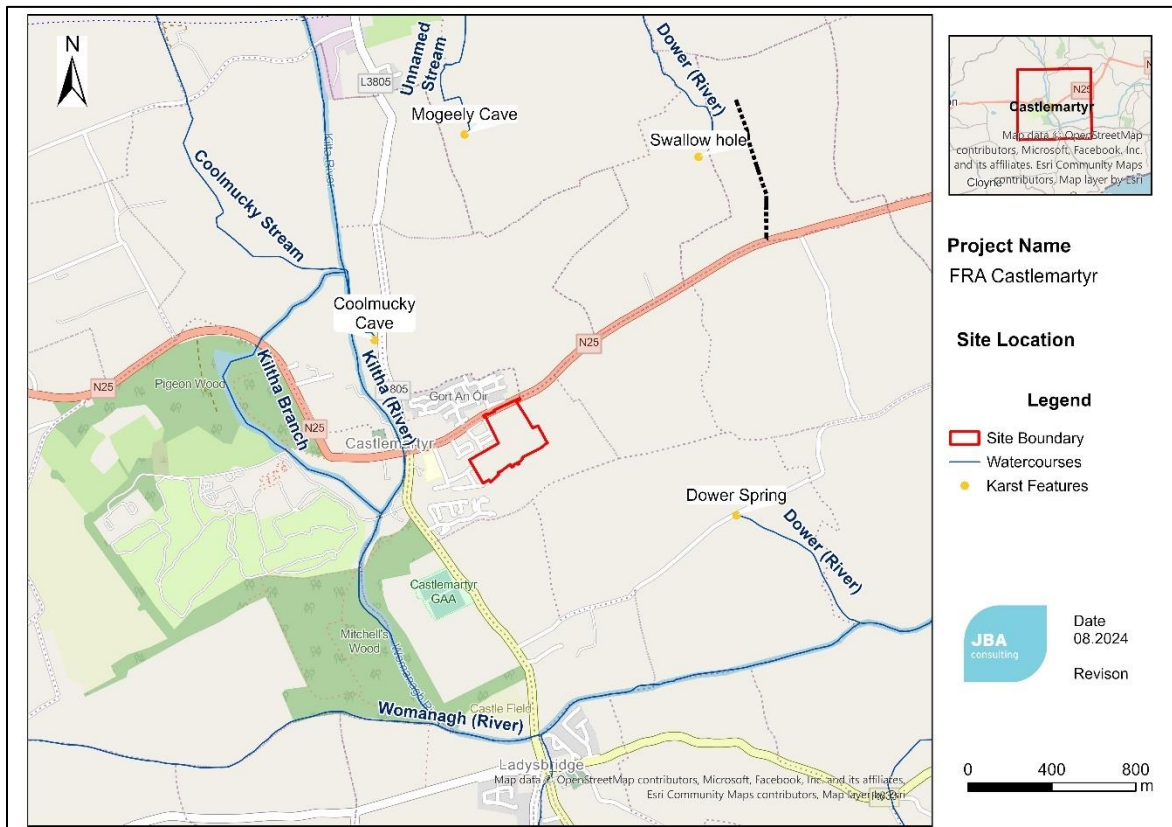 N
L3805
Unnamed
Stream
Dower (River)
Mogeely Cave
Swallow hole
Kilta River
Coolmucky Stream
Coolmucky
Cave
N25
Pigeon Wood
N25
Kiltha Branch
N25
Kiltha (River)
805
Gort An Oir
Castlemartyr
Dower Spring
Dower (River)
Castlemartyr
GAA
Mitchell's
Wood
Womanagh R
Womanagh (River)
Castle Field
Ladysbridge
Map data © OpenStreetMap contributors, Microsoft, Facebook, Inc. and its affiliates,
Esri Community Maps contributors, Map layer by Esri
N25
Castlemartyr
Map data © OpenStreetMap
contributors, Microsoft, Facebook, Inc.
and its affiliates, Esri Community Maps
contributors, Map layer by Esri
Cloyne
Project Name
FRA Castlemartyr
Site Location
Legend
Site Boundary
Watercourses
Karst Features
JBA
consulting
Date
08.2024
Revison
0 400 800
m